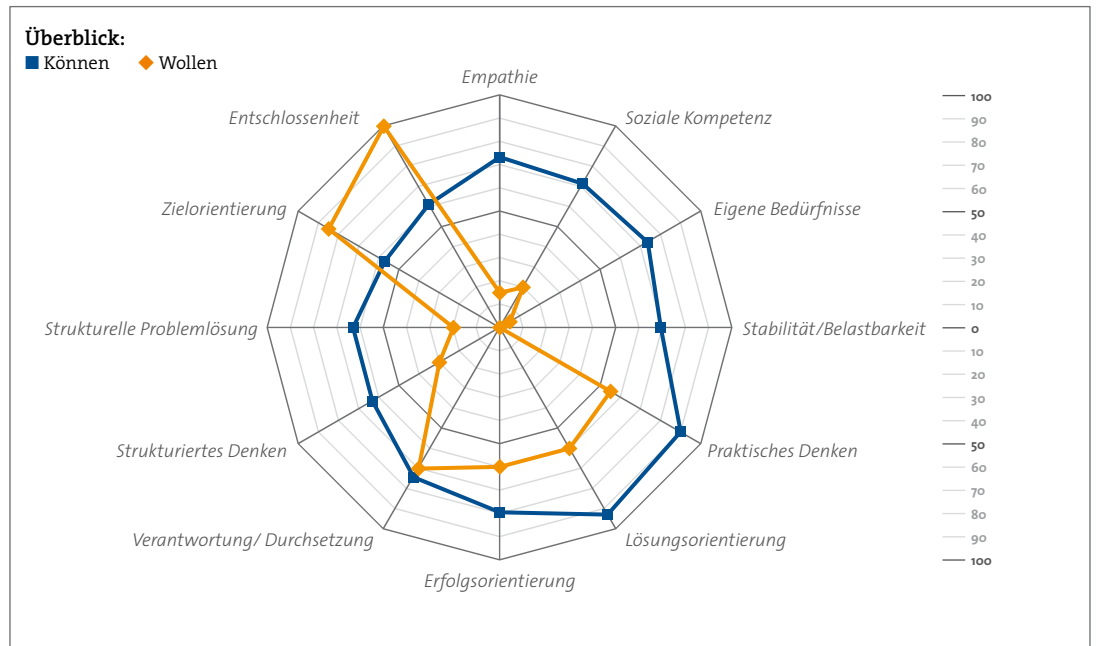 Überblick:
Können Wollen
Empathie
Soziale Kompetenz
Eigene Bedürfnisse
Stabilität/Belastbarkeit
Praktisches Denken
Lösungsorientierung
Erfolgsorientierung
Verantwortung/ Durchsetzung
Strukturiertes Denken
Strukturelle Problemlösung
Zielorientierung
Entschlossenheit
100
90
80
70
60
50
40
30
20
10
0
10
20
30
40
50
60
70
80
90
100